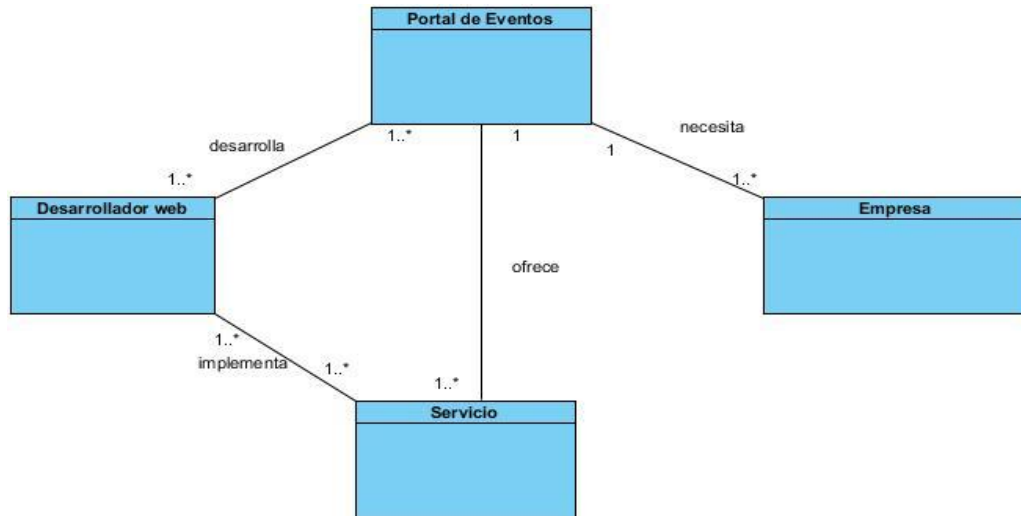 Portal de Eventos
1..*
1
1
necesita
desarrolla
1..*
1..*
Desarrollador web
Empresa
ofrece
1..*
implementa
1..*
1..*
Servicio